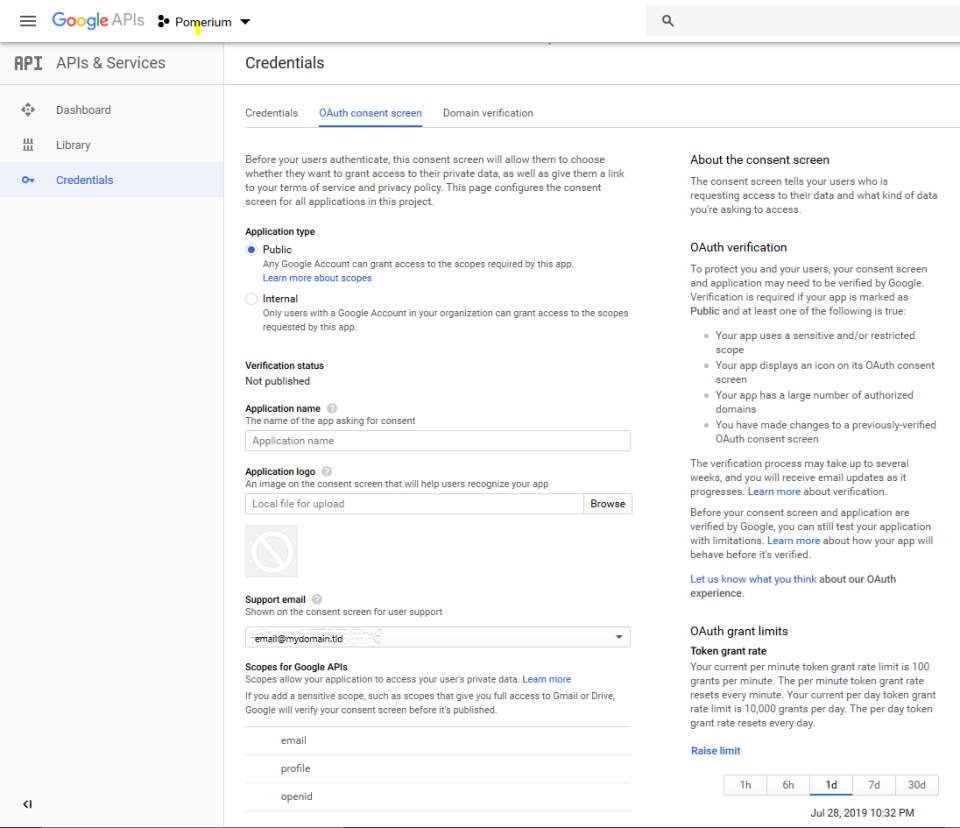 Google APIs
Pomerium
API APIs & Services
Dashboard
Library
Credentials
Credentials
Credentials
OAuth consent screen
Domain verification
Before your users authenticate, this consent screen will allow them to choose
whether they want to grant access to their private data, as well as give them a link
to your terms of service and privacy policy. This page configures the consent
screen for all applications in this project.
Application type
Public
Any Google Account can grant access to the scopes required by this app.
Learn more about scopes
Internal
Only users with a Google Account in your organization can grant access to the scopes
requested by this app.
Verification status
Not published
Application name
The name of the app asking for consent
Application name
Application logo
An image on the consent screen that will help users recognize your app
Local file for upload
Browse
Support email
Shown on the consent screen for user support
email@mydomain.tld
Scopes for Google APIs
Scopes allow your application to access your user's private data. Learn more
If you add a sensitive scope, such as scopes that give you full access to Gmail or Drive,
Google will verify your consent screen before it's published.
email
profile
openid
About the consent screen
The consent screen tells your users who is
requesting access to their data and what kind of data
you're asking to access.
OAuth verification
To protect you and your users, your consent screen
and application may need to be verified by Google.
Verification is required if your app is marked as
Public and at least one of the following is true:
Your app uses a sensitive and/or restricted
scope
Your app displays an icon on its OAuth consent
screen
Your app has a large number of authorized
domains
You have made changes to a previously-verified
OAuth consent screen
The verification process may take up to several
weeks, and you will receive email updates as it
progresses. Learn more about verification.
Before your consent screen and application are
verified by Google, you can still test your application
with limitations. Learn more about how your app will
behave before it's verified.
Let us know what you think about our OAuth
experience.
OAuth grant limits
Token grant rate
Your current per minute token grant rate limit is 100
grants per minute. The per minute token grant rate
resets every minute. Your current per day token grant
rate limit is 10,000 grants per day. The per day token
grant rate resets every day.
Raise limit
1h 6h 1d 7d 30d
Jul 28, 2019 10:32 PM